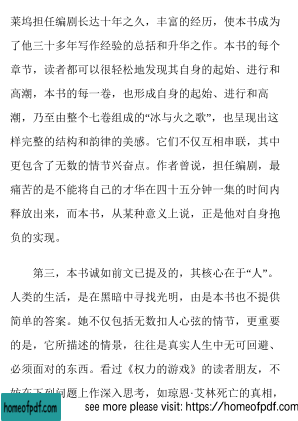 莱坞担任编剧长达十年之久，丰富的经历，使本书成为
了他三十多年写作经验的总括和升华之作。本书的每个
章节，读者都可以很轻松地发现其自身的起始、进行和
高潮，本书的每一卷，也形成自身的起始、进行和高
潮，乃至由整个七卷组成的“冰与火之歌”，也呈现出这
样完整的结构和韵律的美感。它们不仅互相串联，其中
更包含了无数的情节兴奋点。作者曾说，担任编剧，最
痛苦的是不能将自己的才华在四十五分钟一集的时间内
释放出来，而本书，从某种意义上说，正是他对自身抱
负的实现。
第三，本书诚如前文已提及的，其核心在于“人”。
人类的生活，是在黑暗中寻找光明，由是本书也不提供
简单的答案。她不仅包括无数扣人心弦的情节，更重要
的是，它所描述的情景，往往是真实人生中无可回避、
必须面对的东西。看过《权力的游戏》的读者朋友，不
妨在下列问题上作深入思考，如琼恩·艾林死亡的真相，
homeofpdf.com
see more please visit: https://homeofpdf.com